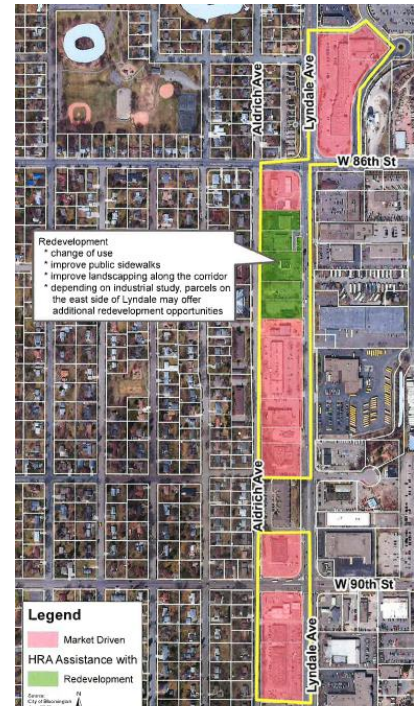 Aldrich Ave
Lyndale Ave
W 86th St
Redevelopment
* change of use
* improve public sidewalks
* improve landscapping along the corridor
* depending on industrial study, parcels on
the east side of Lyndale may offer
additional redevelopment opportunities
Aldrich Ave
W 90th St
Lyndale Ave
Legend
Market Driven
HRA Assistance with
Redevelopment
Source:
City of Bloomington
N